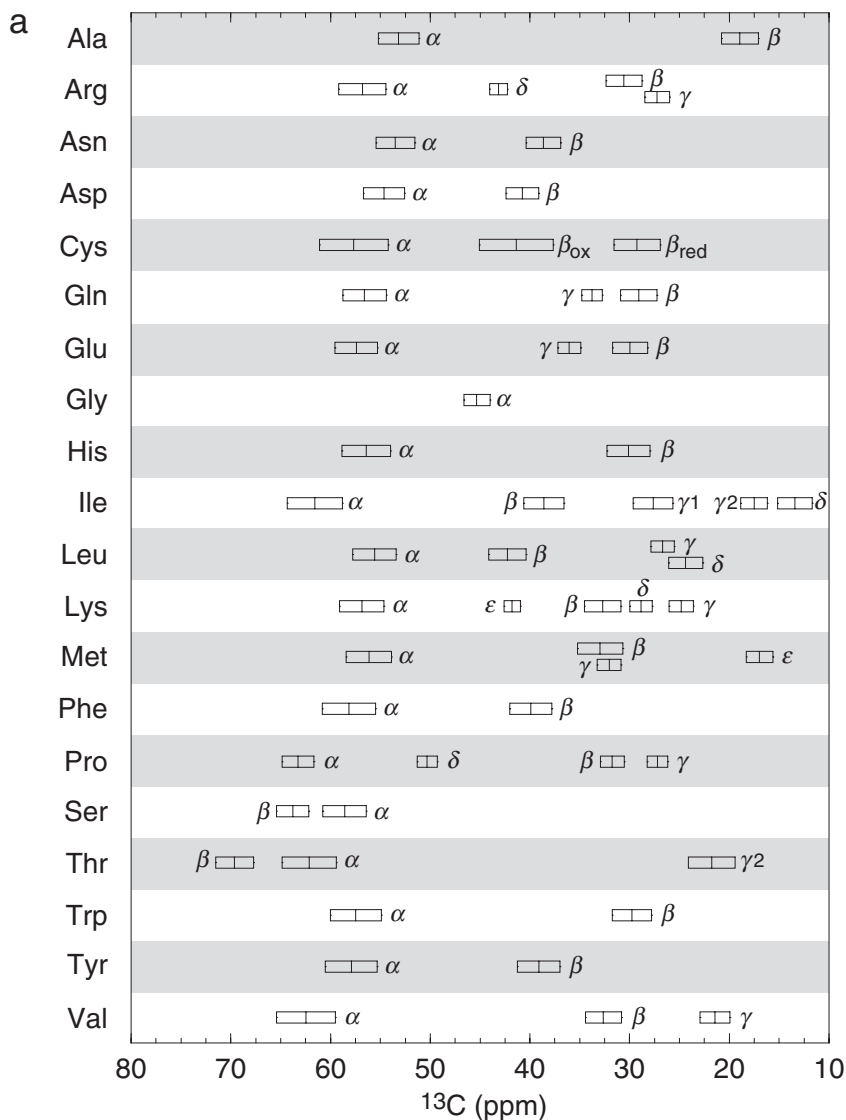 a
Ala α β
Arg α δ β γ
Asn α β
Asp α β
Cys α βox βred
Gln α γ β
Glu α γ β
Gly α
His α β
Ile α β γ1 γ2 δ
Leu α β γ δ
Lys α ε β δ γ
Met α γ β ε
Phe α β
Pro α δ β γ
Ser β α
Thr β α γ2
Trp α β
Tyr α β
Val α β γ
80 70 60 50 40 30 20 10
13C (ppm)